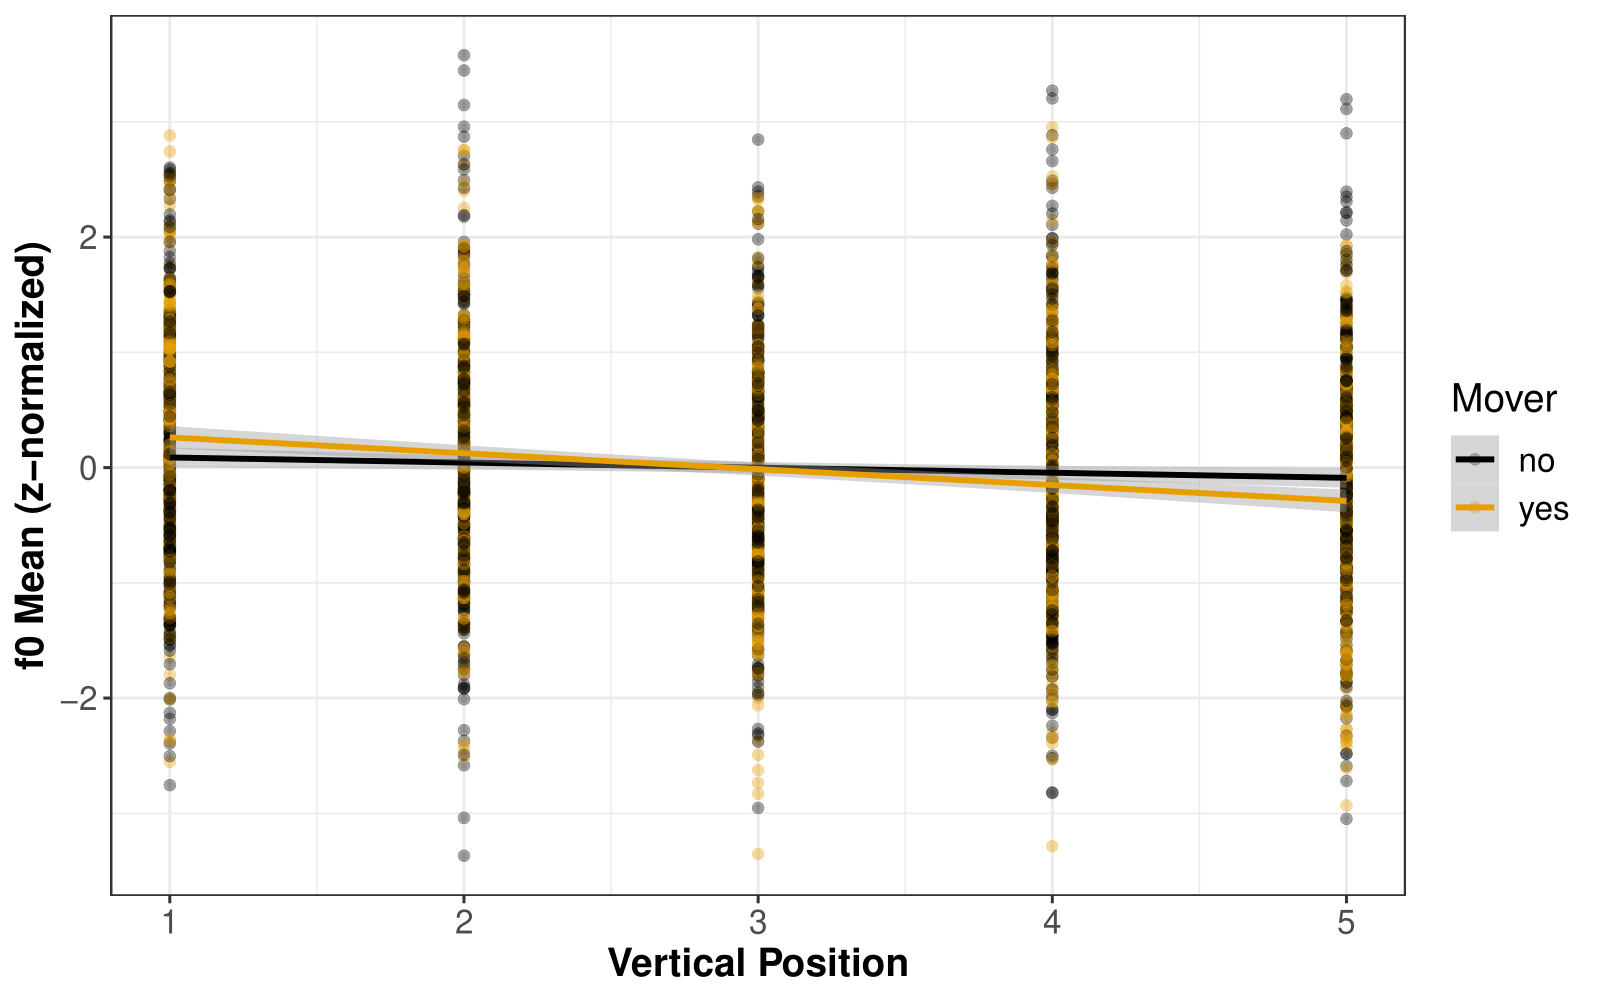 f0 Mean (z−normalized)
2
0
−2
1 2 3 4 5
Vertical Position
Mover
no
yes